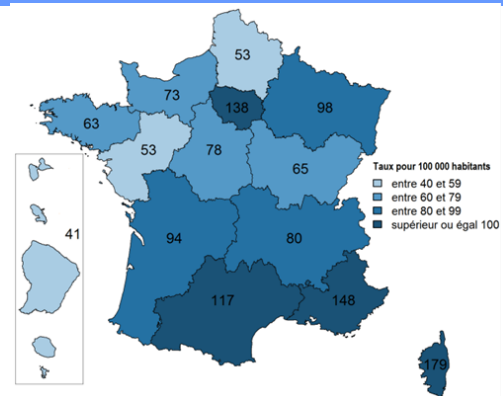 53
73
138
98
63
53
78
65
Taux pour 100 000 habitants
entre 40 et 59
entre 60 et 79
entre 80 et 99
supérieur ou égal 100
41
94
80
117
148
179